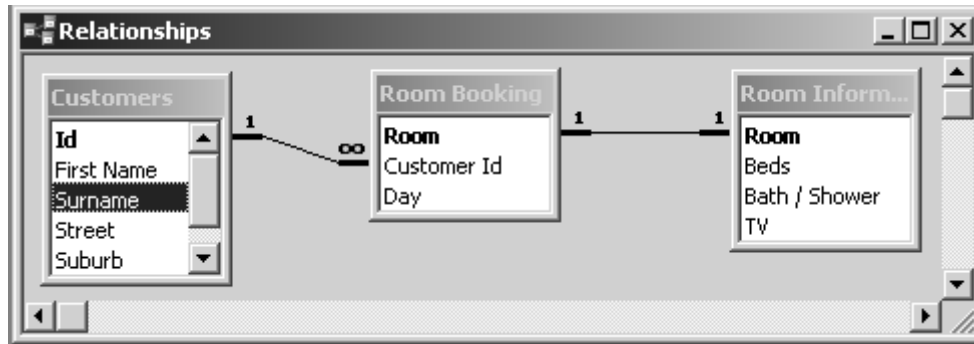 Relationships
Customers
Id
First Name
Surname
Street
Suburb
1
∞
Room Booking
Room
Customer Id
Day
1
1
Room Inform...
Room
Beds
Bath / Shower
TV